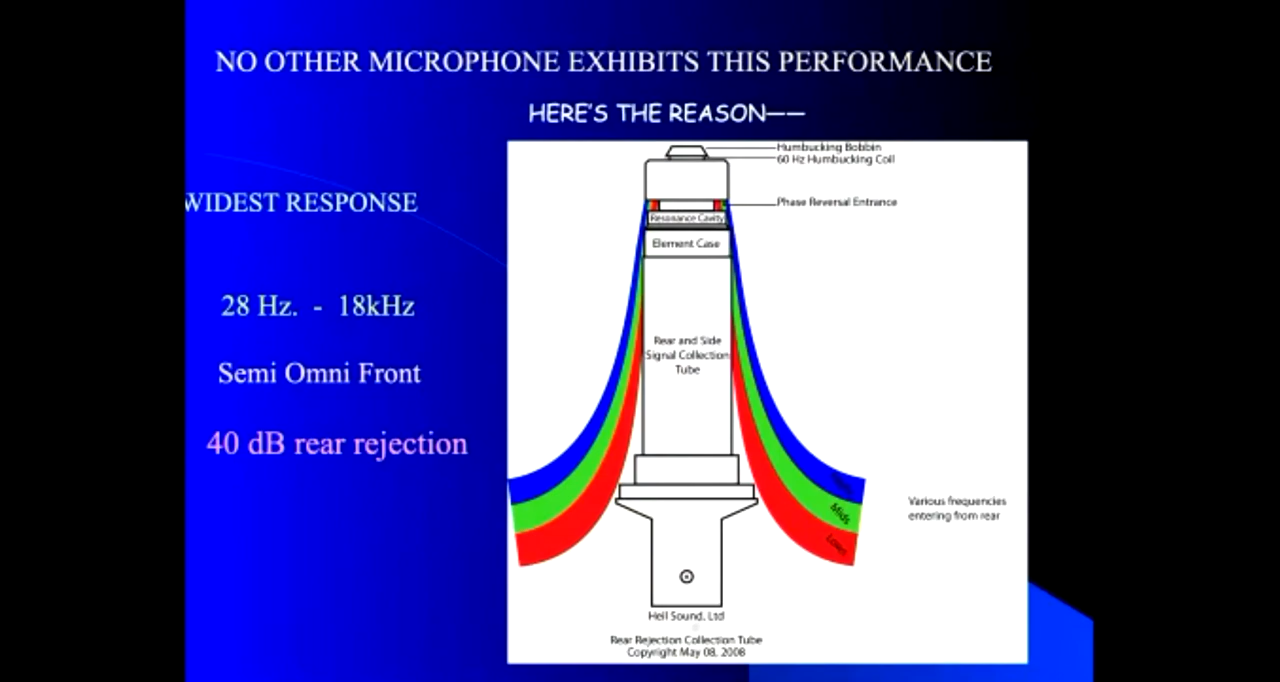 NO OTHER MICROPHONE EXHIBITS THIS PERFORMANCE
HERE'S THE REASON——
WIDEST RESPONSE
28 Hz. - 18kHz
Semi Omni Front
40 dB rear rejection
Humbucking Bobbin
60 Hz Humbucking Coil
Phase Reversal Entrance
Resonance Cavity
Element Case
Rear and Side
Signal Collection
Tube
Mids
Lows
Various frequencies
entering from rear
Heil Sound, Ltd
Rear Rejection Collection Tube
Copyright May 08, 2008